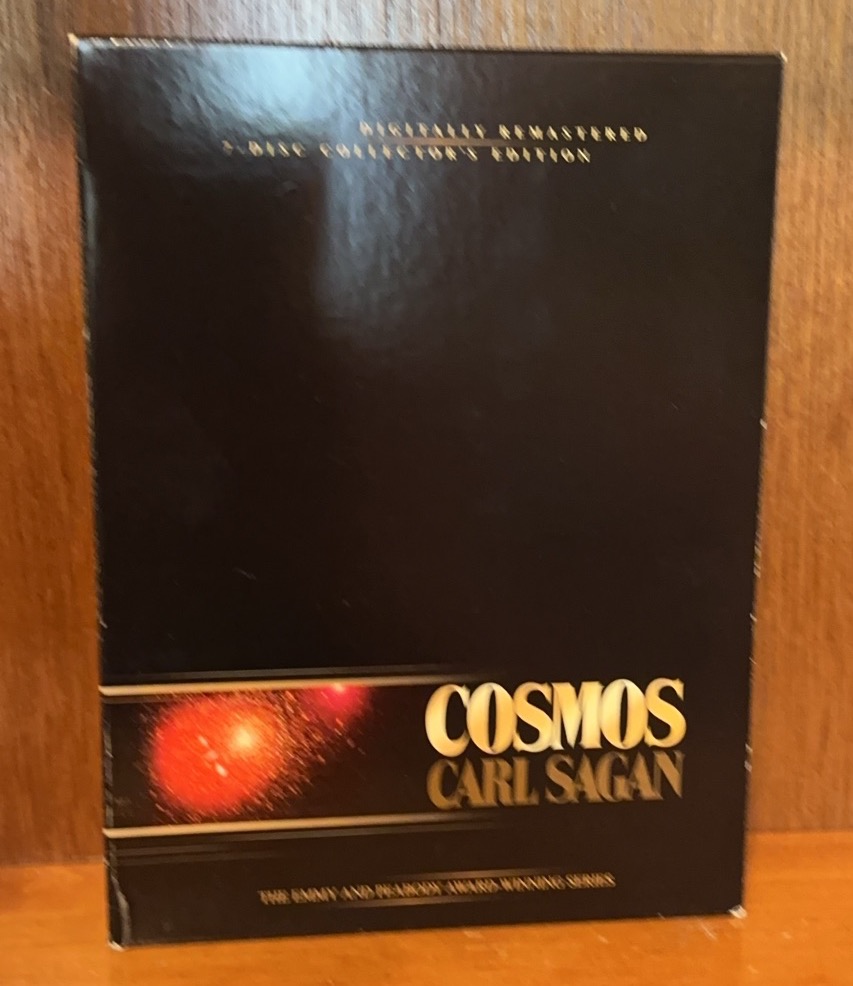 DIGITALLY REMASTERED
7-DISC COLLECTOR'S EDITION
COSMOS
CARL SAGAN
THE EMMY AND PEABODY AWARD-WINNING SERIES